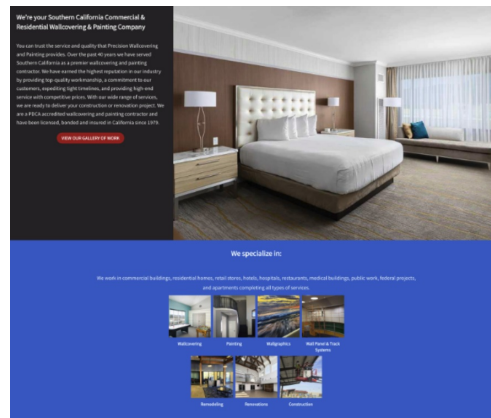 We're your Southern California Commercial &
Residential Wallcovering & Painting Company
You can trust the service and quality that Precision Wallcovering
and Painting provides. Over the past 40 years we have served
Southern California as a premier wallcovering and painting
contractor. We have earned the highest reputation in our industry
by providing top quality workmanship, a commitment to our
customers, expediting tight timelines, and providing high-end
service with competitive prices. With our wide range of services,
we are ready to deliver your construction or renovation project. We
are a PDCA accredited wallcovering and painting contractor and
have been licensed, bonded and insured in California since 1979.
VIEW OUR GALLERY OF WORK
We specialize in:
We work in commercial buildings, residential homes, retail stores, hotels, hospitals, restaurants, medical buildings, public work, federal projects,
and apartments completing all types of services.
Wallcovering
Painting
Wallgraphics
Wall Panel & Track
Systems
Remodeling
Renovations
Construction